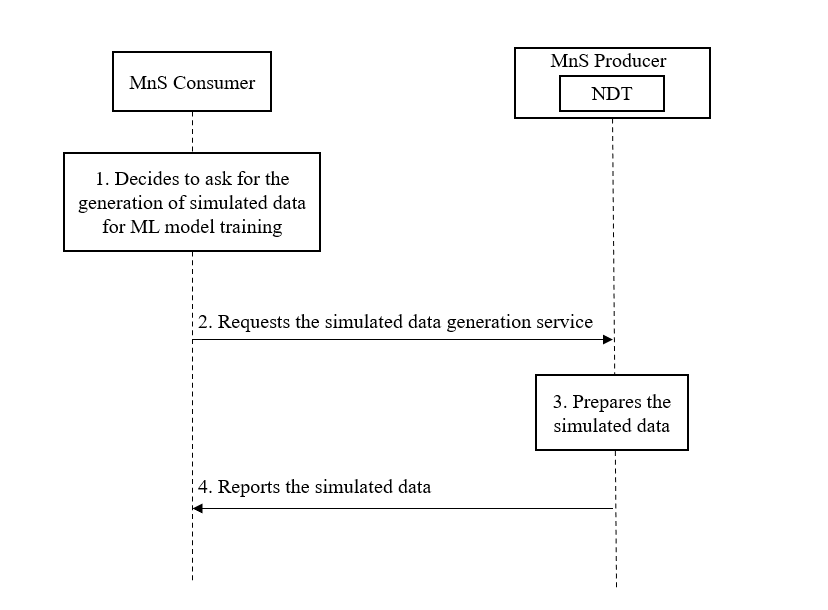 MnS Consumer
MnS Producer
NDT
1. Decides to ask for the
generation of simulated data
for ML model training
2. Requests the simulated data generation service
3. Prepares the
simulated data
4. Reports the simulated data